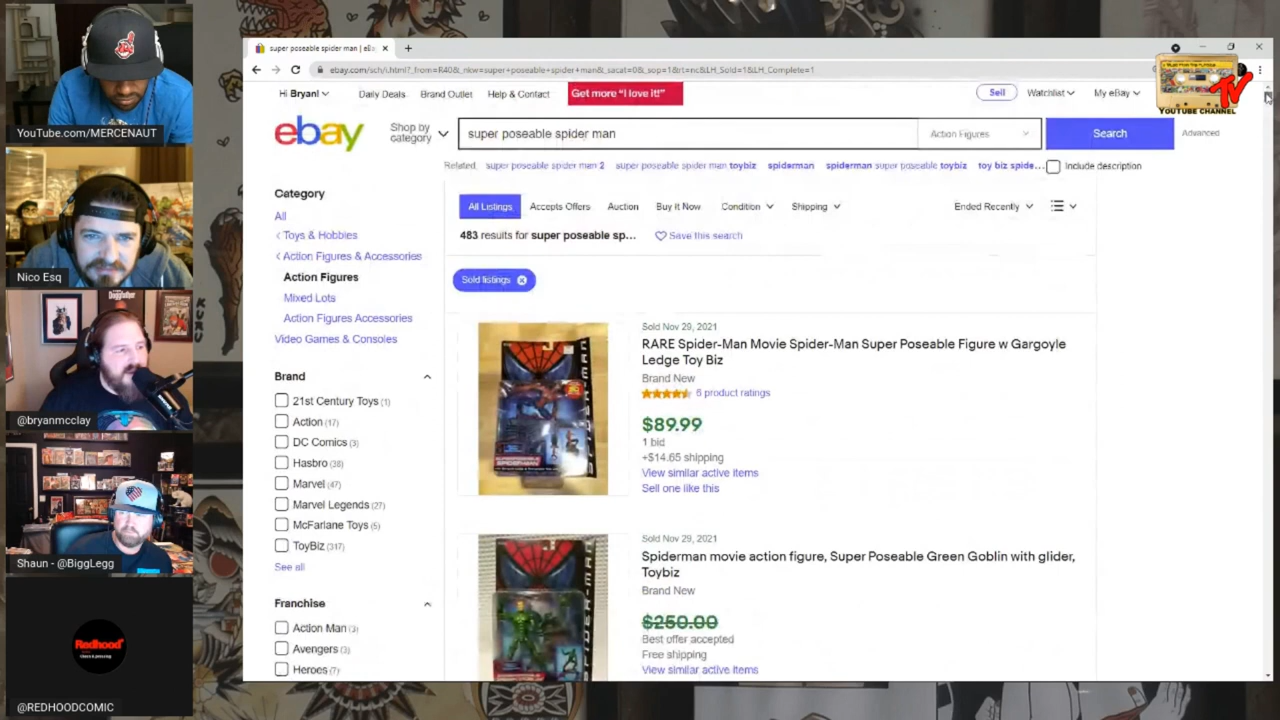 YouTube.com/MERCENAUT
Nico Esq
@bryanmcclay
Shaun - @BiggLegg
Redhood
@REDHOODCOMIC
super poseable spider man | eBa
ebay.com/sch/i.html?_from=R40&_nkw=super+poseable+spider+man&_sacat=0&_sop=1&rt=nc&LH_Sold=1&LH_Complete=1
TV
YOUTUBE CHANNEL
Hi Bryan!
Daily Deals
Brand Outlet
Help & Contact
Get more "I love it!"
Sell
Watchlist
My eBay
ebay
Shop by
category
super poseable spider man
Action Figures
Search
Advanced
Related: super poseable spider man 2 super poseable spider man toybiz spiderman spiderman super poseable toybiz toy biz spide...
Include description
Category
All
Toys & Hobbies
Action Figures & Accessories
Action Figures
Mixed Lots
Action Figures Accessories
Video Games & Consoles
Brand
21st Century Toys (1)
Action (17)
DC Comics (3)
Hasbro (38)
Marvel (47)
Marvel Legends (27)
McFarlane Toys (5)
ToyBiz (317)
See all
Franchise
Action Man (3)
Avengers (3)
Heroes (7)
All Listings
Accepts Offers
Auction
Buy It Now
Condition
Shipping
Ended Recently
483 results for super poseable sp...
Save this search
Sold listings
Sold Nov 29, 2021
RARE Spider-Man Movie Spider-Man Super Poseable Figure w Gargoyle
Ledge Toy Biz
Brand New
6 product ratings
$89.99
1 bid
+$14.65 shipping
View similar active items
Sell one like this
Sold Nov 29, 2021
Spiderman movie action figure, Super Poseable Green Goblin with glider,
Toybiz
Brand New
$250.00
Best offer accepted
Free shipping
View similar active items